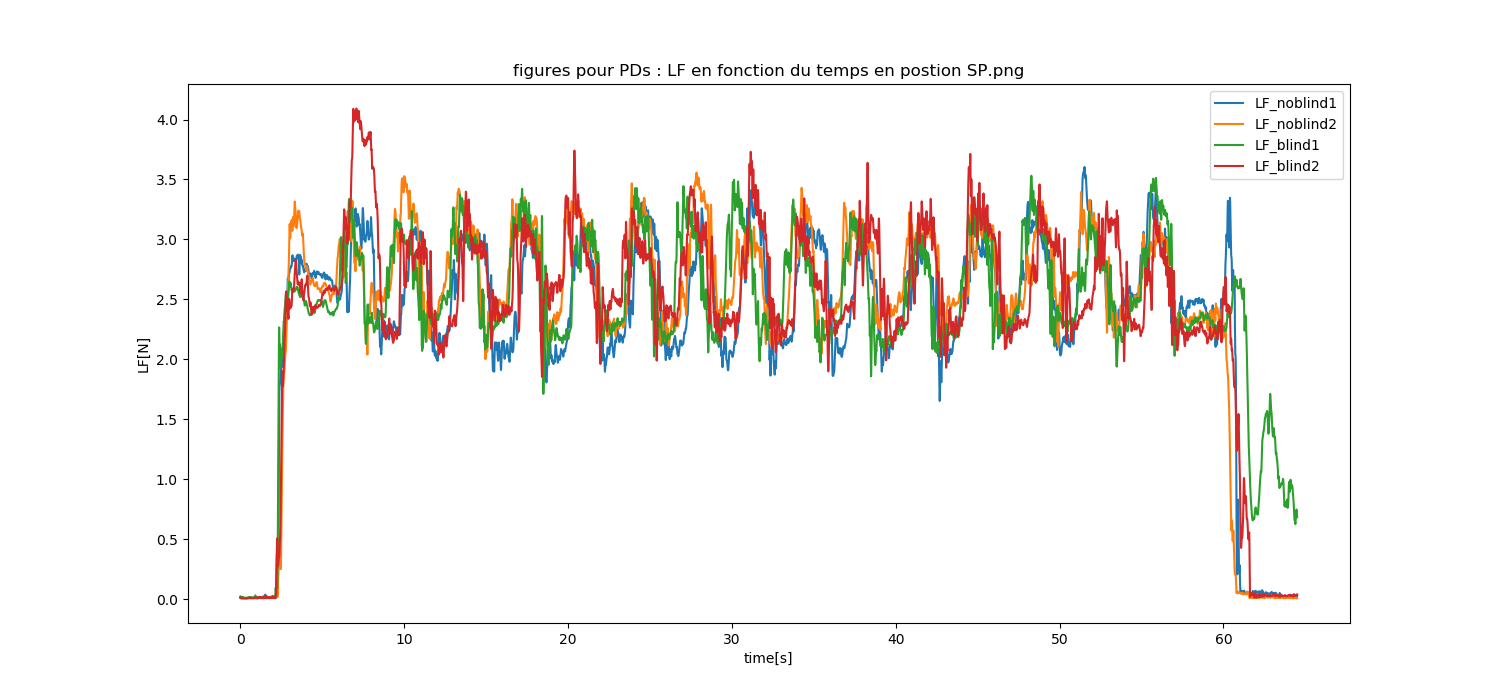 figures pour PDs : LF en fonction du temps en postion SP.png
LF_noblind1
LF_noblind2
LF_blind1
LF_blind2
4.0
3.5
3.0
2.5
2.0
1.5
1.0
0.5
0.0
LF[N]
0 10 20 30 40 50 60
time[s]